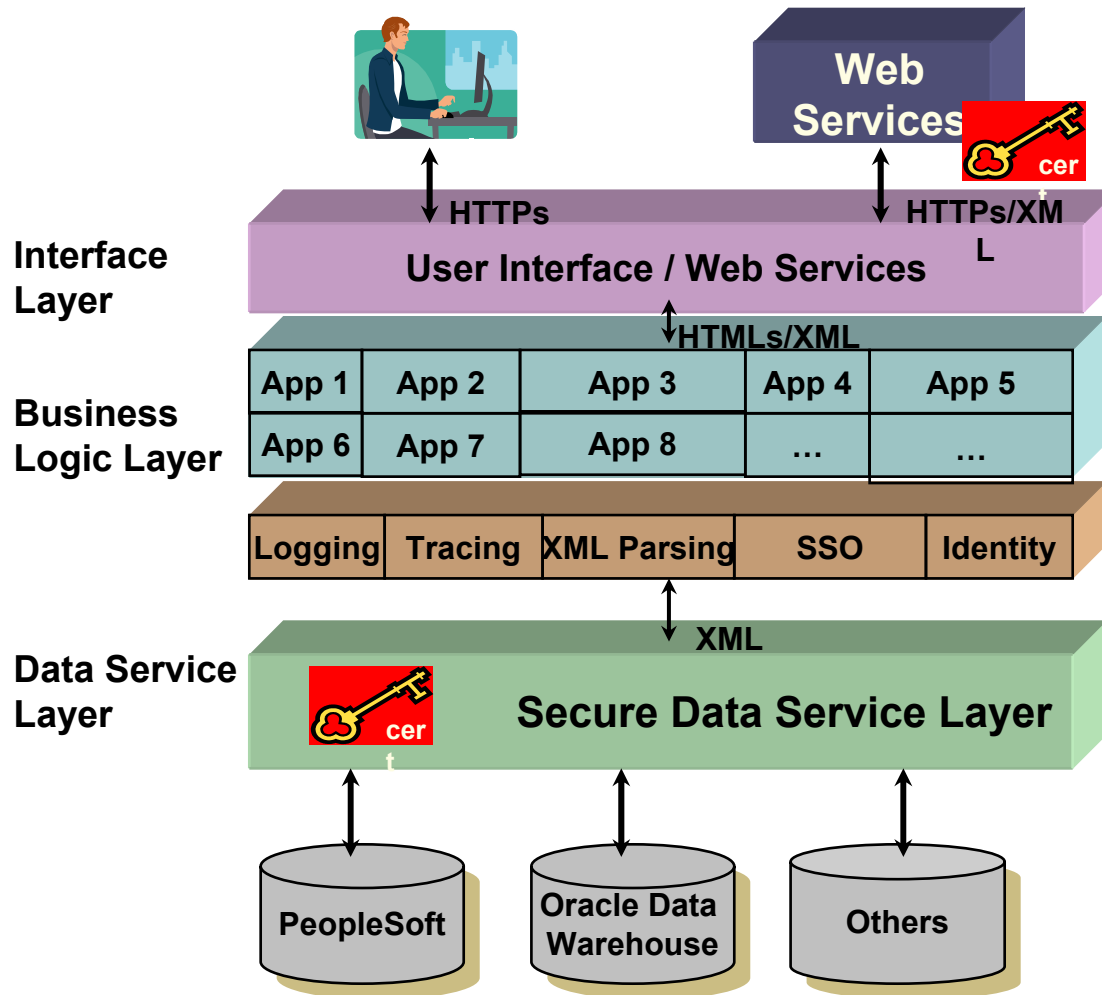 Web
Services
cer
t
HTTPs
HTTPs/XM
L
Interface
Layer
User Interface / Web Services
HTMLs/XML
Business
Logic Layer
App 1
App 2
App 3
App 4
App 5
App 6
App 7
App 8
…
…
Logging
Tracing
XML Parsing
SSO
Identity
XML
Data Service
Layer
cer
t
Secure Data Service Layer
PeopleSoft
Oracle Data
Warehouse
Others